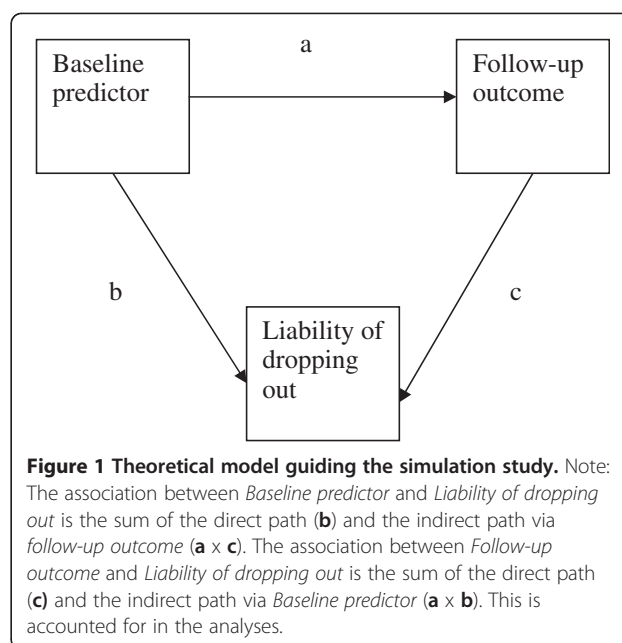 a
Baseline
predictor
Follow-up
outcome
b
c
Liability of
dropping
out
Figure 1 Theoretical model guiding the simulation study. Note:
The association between Baseline predictor and Liability of dropping
out is the sum of the direct path (b) and the indirect path via
follow-up outcome (a x c). The association between Follow-up
outcome and Liability of dropping out is the sum of the direct path
(c) and the indirect path via Baseline predictor (a x b). This is
accounted for in the analyses.